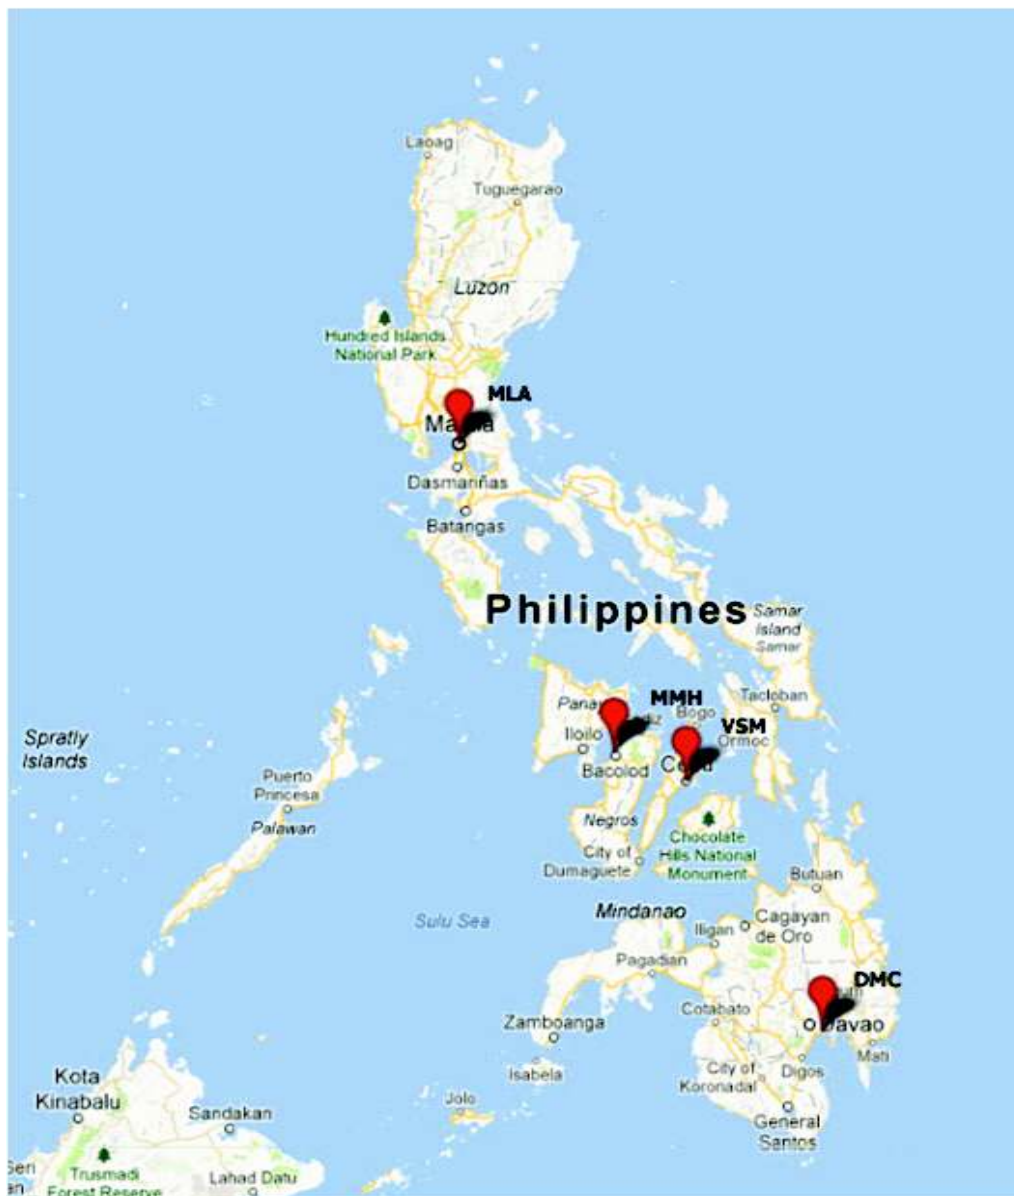 Laoag
Tuguegarao
Luzon
Hundred Islands
National Park
MLA
Dasmariñas
Batangas
Philippines
Samar
Island
Samar
MMH
Tacloban
Bogo
VSM
Iloilo
Ormoc
Bacolod
Spratly
Islands
Puerto
Princesa
Palawan
Negros
Chocolate
Hills National
Monument
City of
Dumaguete
Butuan
Mindanao
Sulu Sea
Cagayan
de Oro
Iligan
Pagadian
DMC
Cotabato
Zamboanga
Davao
Mati
Isabela
City of
Koronadal
Digos
Kota
Kinabalu
Jolo
Sandakan
General
Santos
Trusmadi
Forest Reserve
Lahad Datu